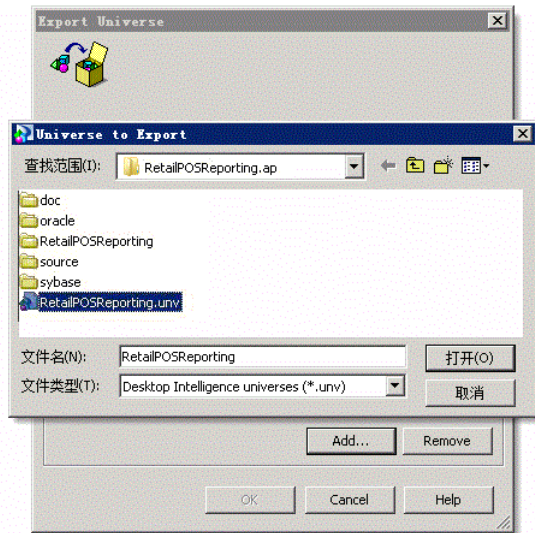 Export Universe
Universe to Export
查找范围(I): RetailPOSReporting.ap
doc
oracle
RetailPOSReporting
source
sybase
RetailPOSReporting.unv
文件名(N): RetailPOSReporting 打开(O)
文件类型(T): Desktop Intelligence universes (*.unv) 取消
Add... Remove
OK Cancel Help